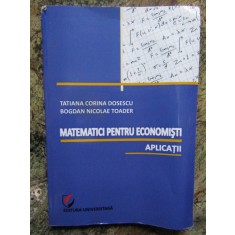 TATIANA CORINA DOSESCU
BOGDAN NICOLAE TOADER
MATEMATICI PENTRU ECONOMIȘTI
APLICAȚII
EDITURA UNIVERSITARĂ